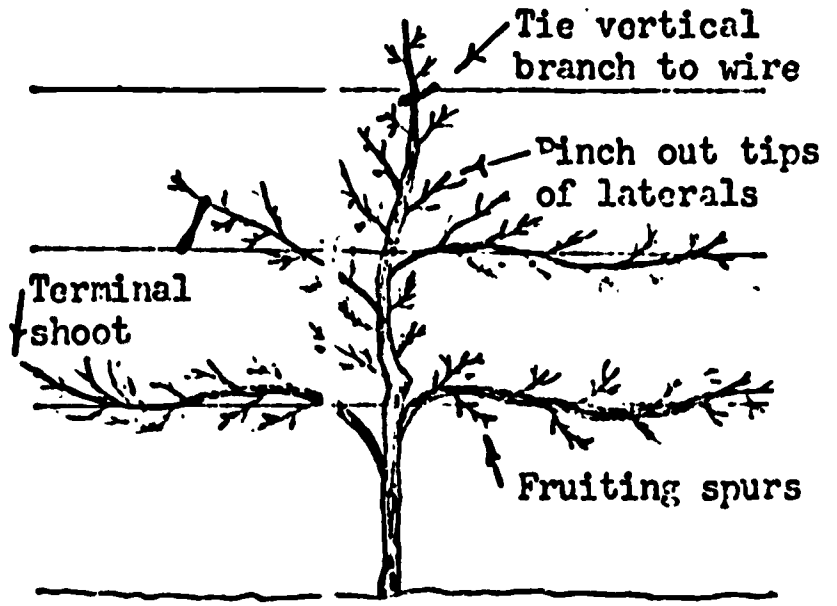 Tie vertical
branch to wire
Pinch out tips
of laterals
Terminal
shoot
Fruiting spurs